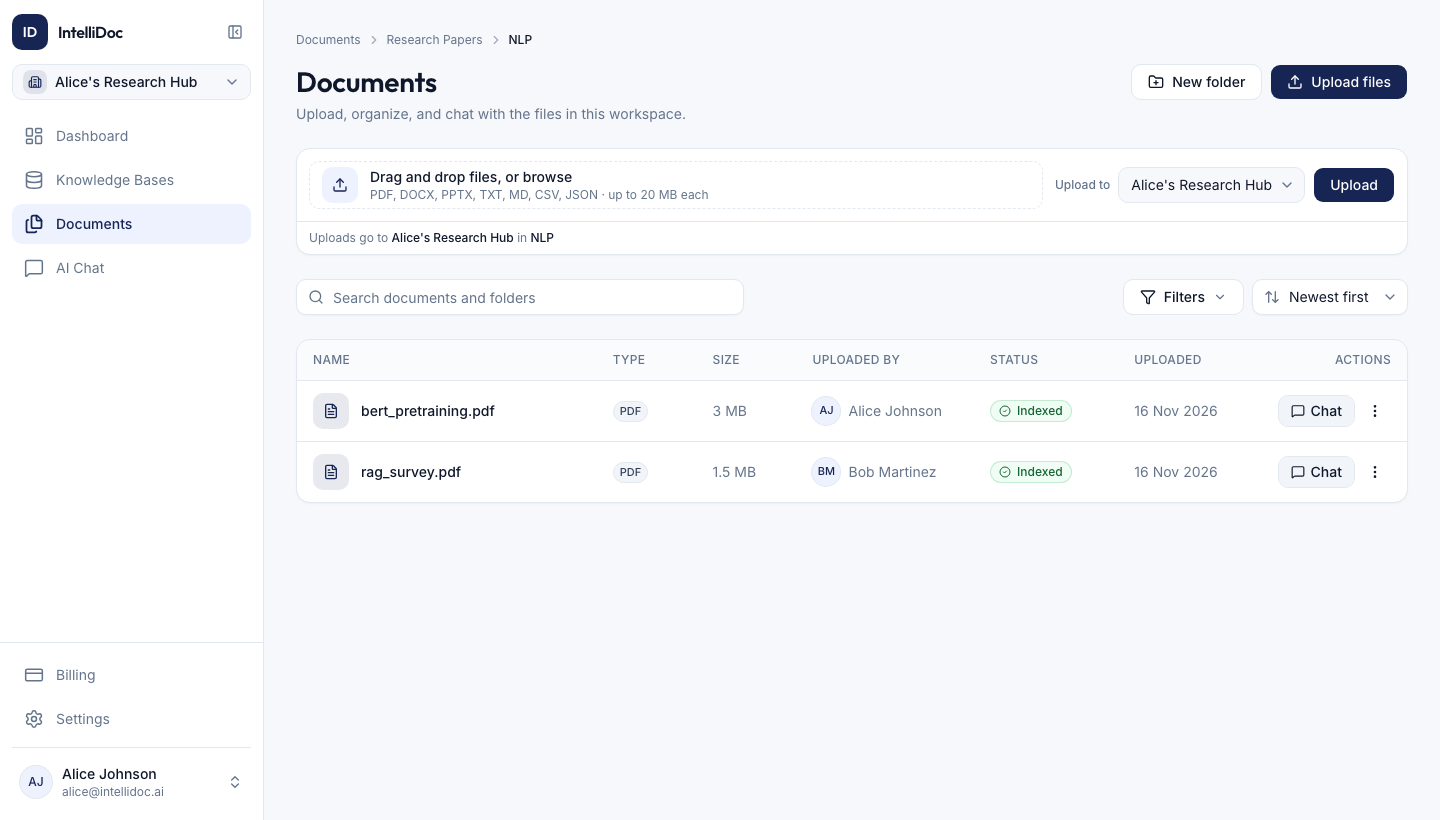 ID IntelliDoc
Alice's Research Hub
Dashboard
Knowledge Bases
Documents
AI Chat
Billing
Settings
AJ
Alice Johnson
alice@intellidoc.ai
Documents Research Papers NLP
Documents
Upload, organize, and chat with the files in this workspace.
New folder
Upload files
Drag and drop files, or browse
PDF, DOCX, PPTX, TXT, MD, CSV, JSON · up to 20 MB each
Upload to Alice's Research Hub Upload
Uploads go to Alice's Research Hub in NLP
Search documents and folders
Filters
Newest first
NAME TYPE SIZE UPLOADED BY STATUS UPLOADED ACTIONS
bert_pretraining.pdf PDF 3 MB AJ Alice Johnson Indexed 16 Nov 2026 Chat
rag_survey.pdf PDF 1.5 MB BM Bob Martinez Indexed 16 Nov 2026 Chat